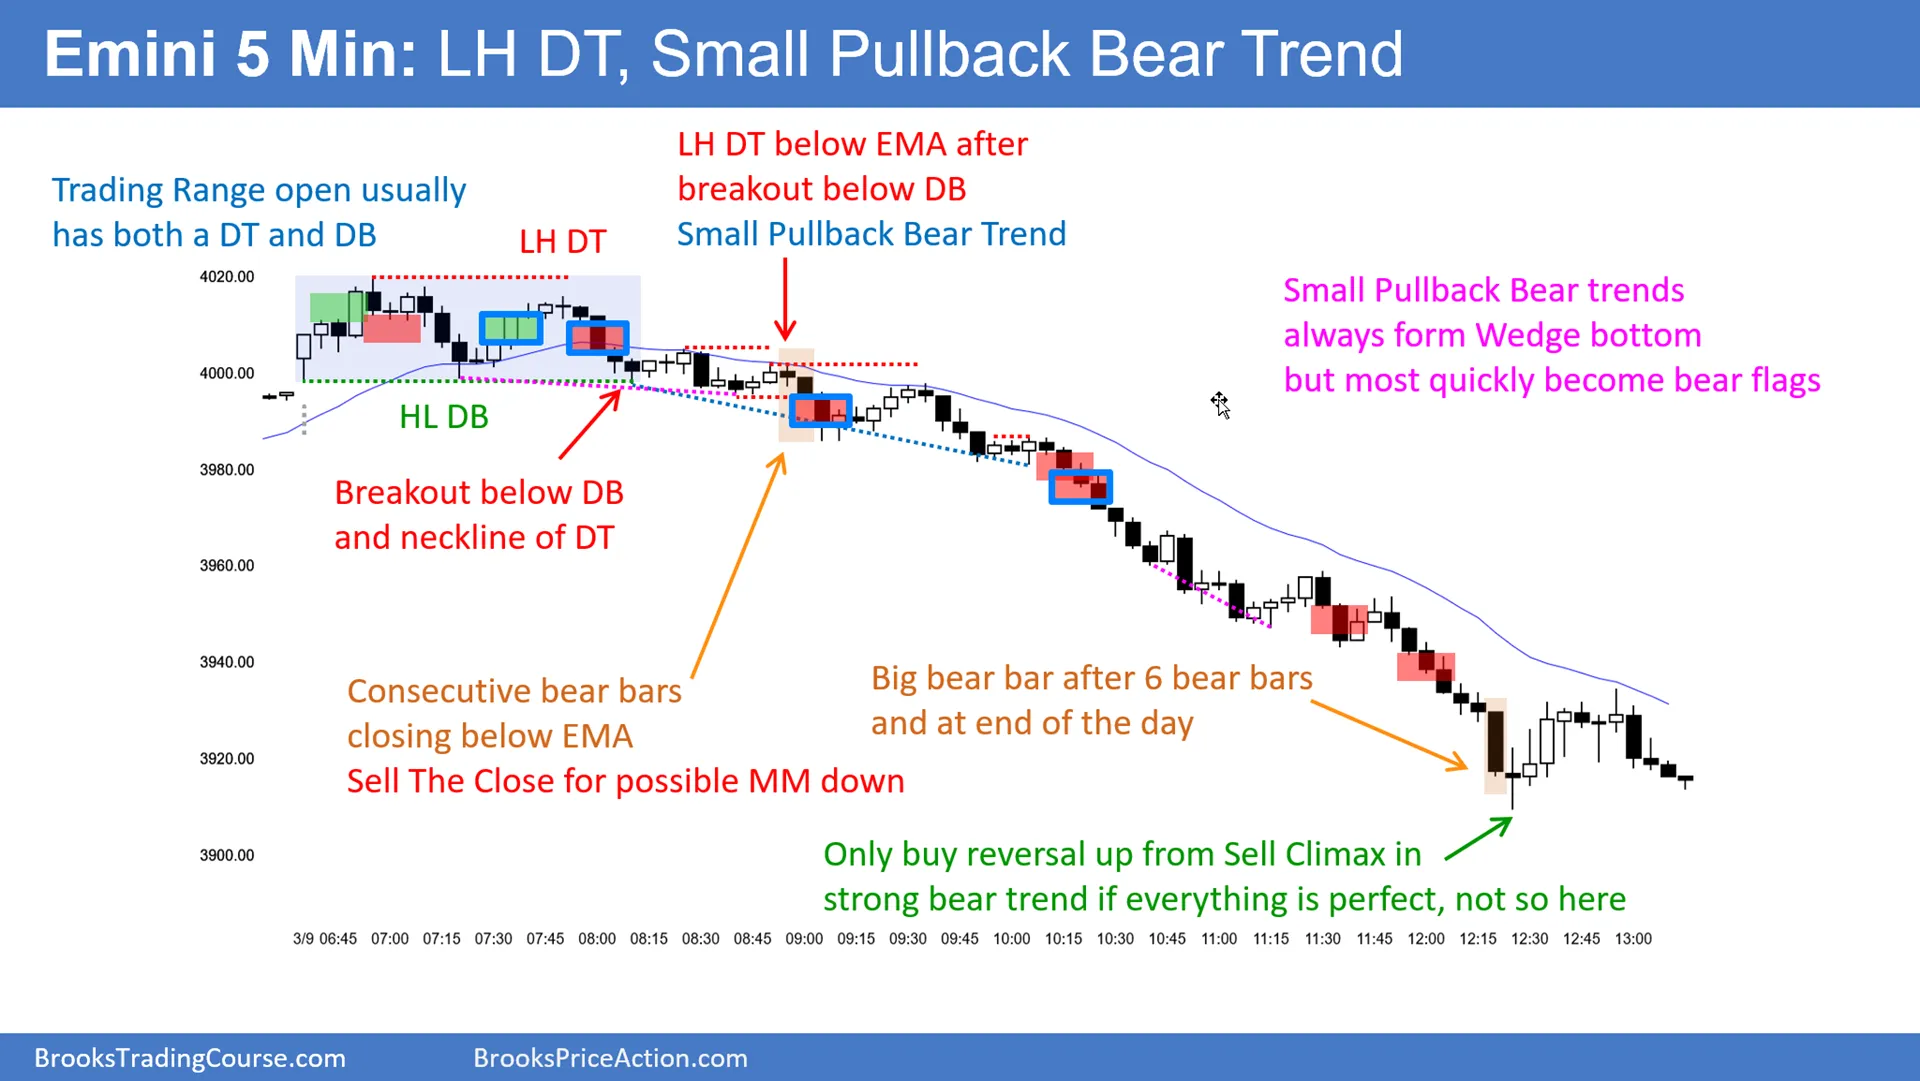 Emini 5 Min: LH DT, Small Pullback Bear Trend
LH DT below EMA after
breakout below DB
Small Pullback Bear Trend
Trading Range open usually
has both a DT and DB
LH DT
Small Pullback Bear trends
always form Wedge bottom
but most quickly become bear flags
4020.00
4000.00
3980.00
3960.00
3940.00
3920.00
3900.00
HL DB
Breakout below DB
and neckline of DT
Consecutive bear bars
closing below EMA
Sell The Close for possible MM down
Big bear bar after 6 bear bars
and at end of the day
Only buy reversal up from Sell Climax in
strong bear trend if everything is perfect, not so here
3/9 06:45 07:00 07:15 07:30 07:45 08:00 08:15 08:30 08:45 09:00 09:15 09:30 09:45 10:00 10:15 10:30 10:45 11:00 11:15 11:30 11:45 12:00 12:15 12:30 12:45 13:00
BrooksTradingCourse.com
BrooksPriceAction.com